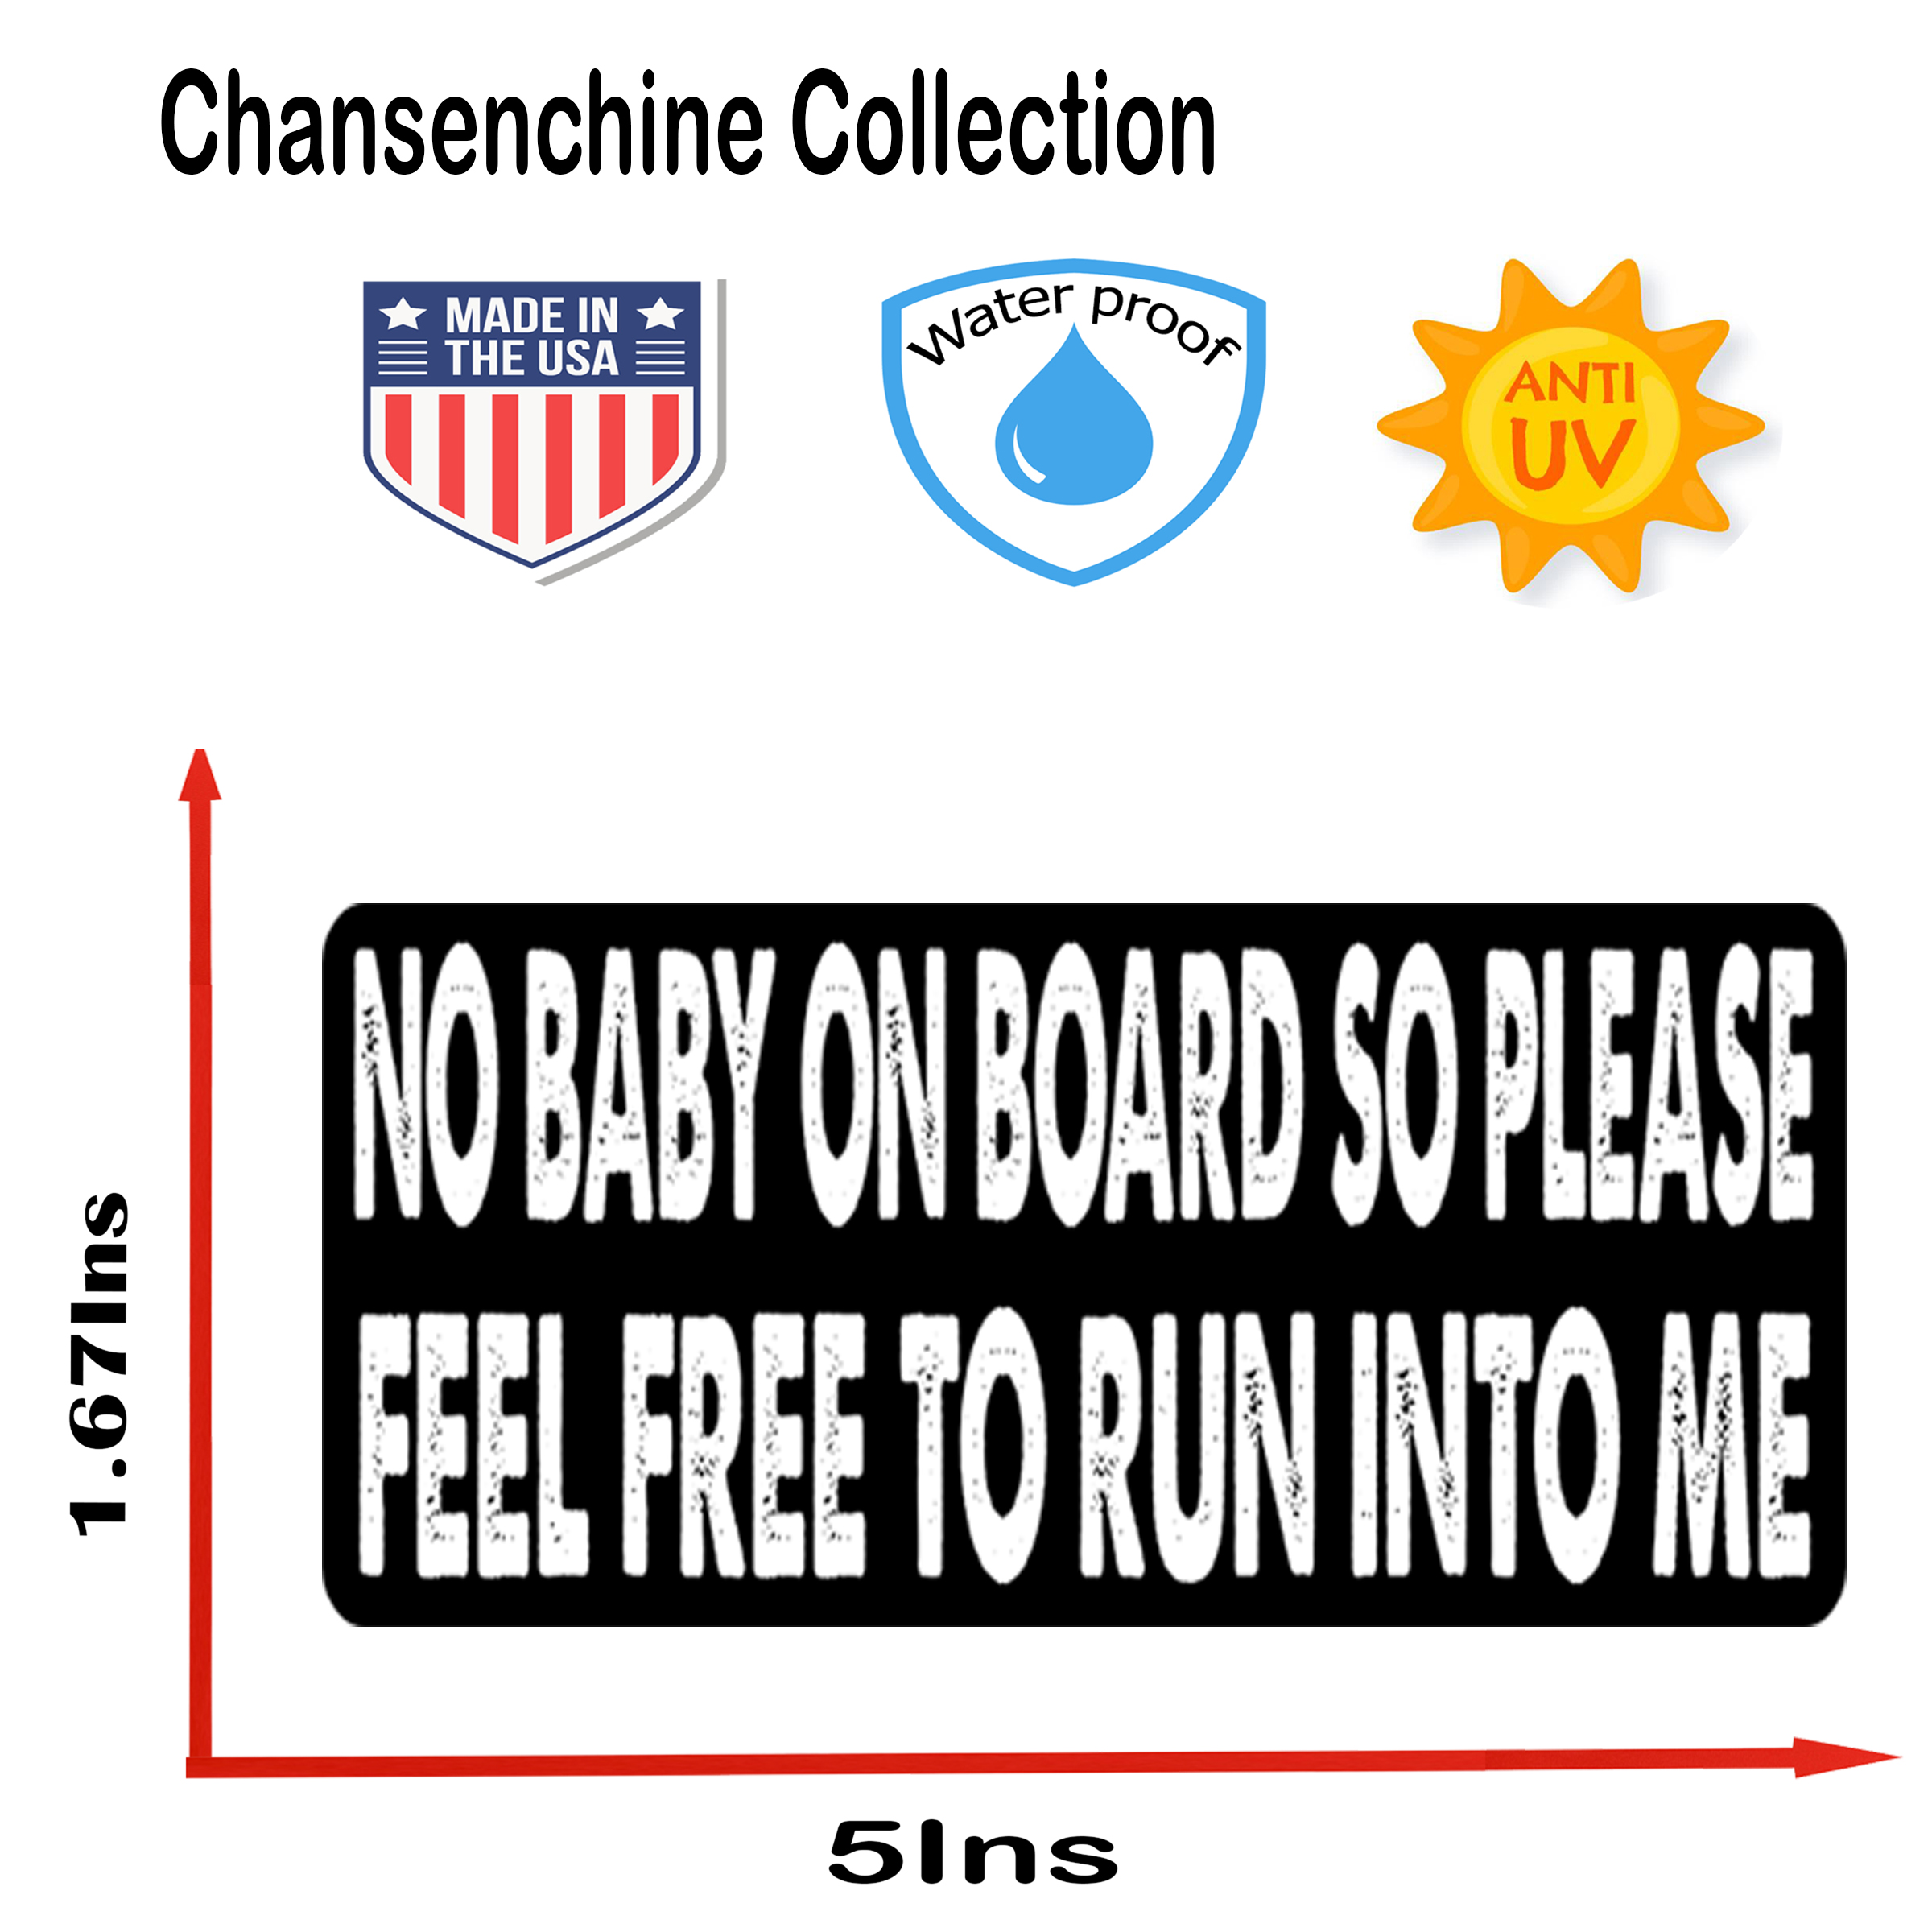 Chansenchine Collection
MADE IN
THE USA
Water proof
ANTI
UV
NO BABY ON BOARD SO PLEASE
FEEL FREE TO RUN INTO ME
1.67Ins
5Ins